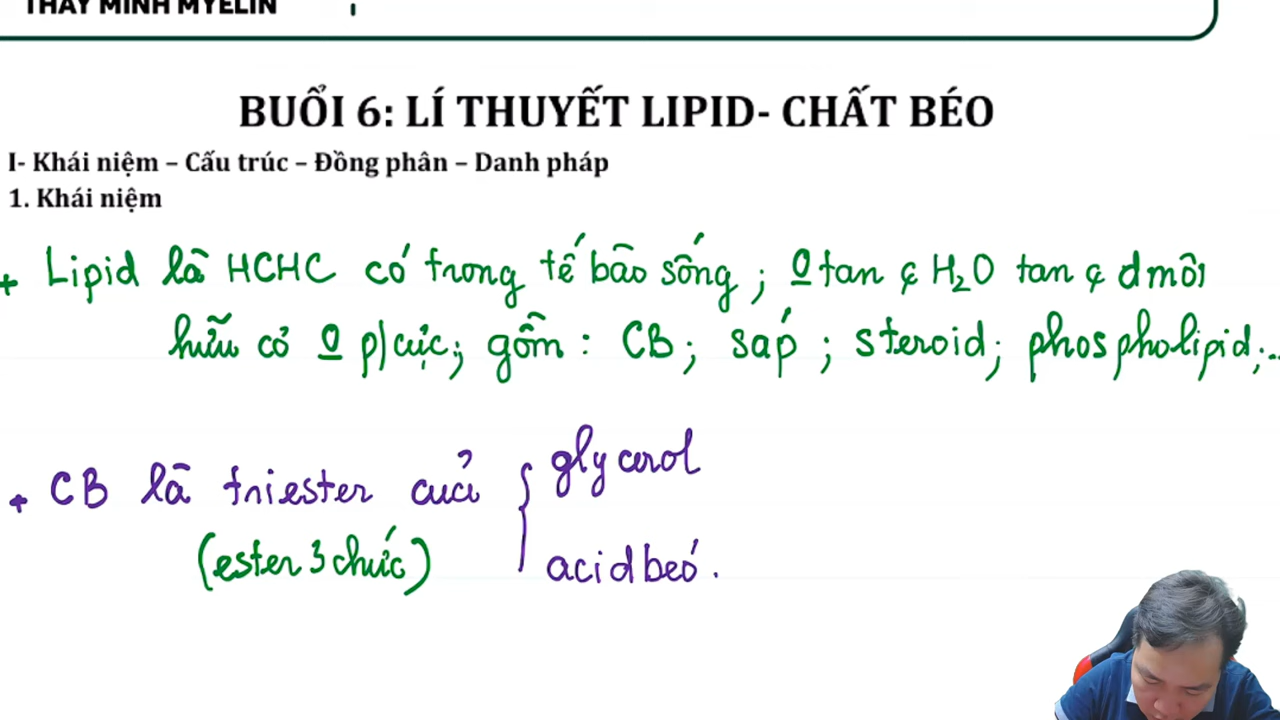 THẦY MINH MYELIN
BUỔI 6: LÍ THUYẾT LIPID- CHẤT BÉO
I- Khái niệm – Cấu trúc – Đồng phân – Danh pháp
1. Khái niệm
+ Lipid là HCHC có trong tế bào sống; O tan ¢ H₂O tan ¢ dmôi
hữu cơ O p/cực; gồm: CB; sáp; steroid; phospholipid;...
+ CB là triester của { glycerol
(ester 3 chức)
acid béo.